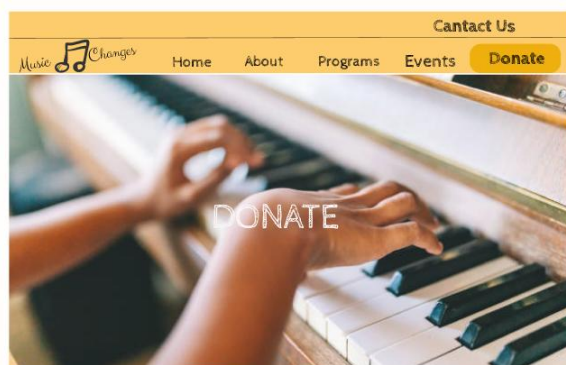 Cantact Us
Music Changes
Home About Programs Events Donate
DONATE